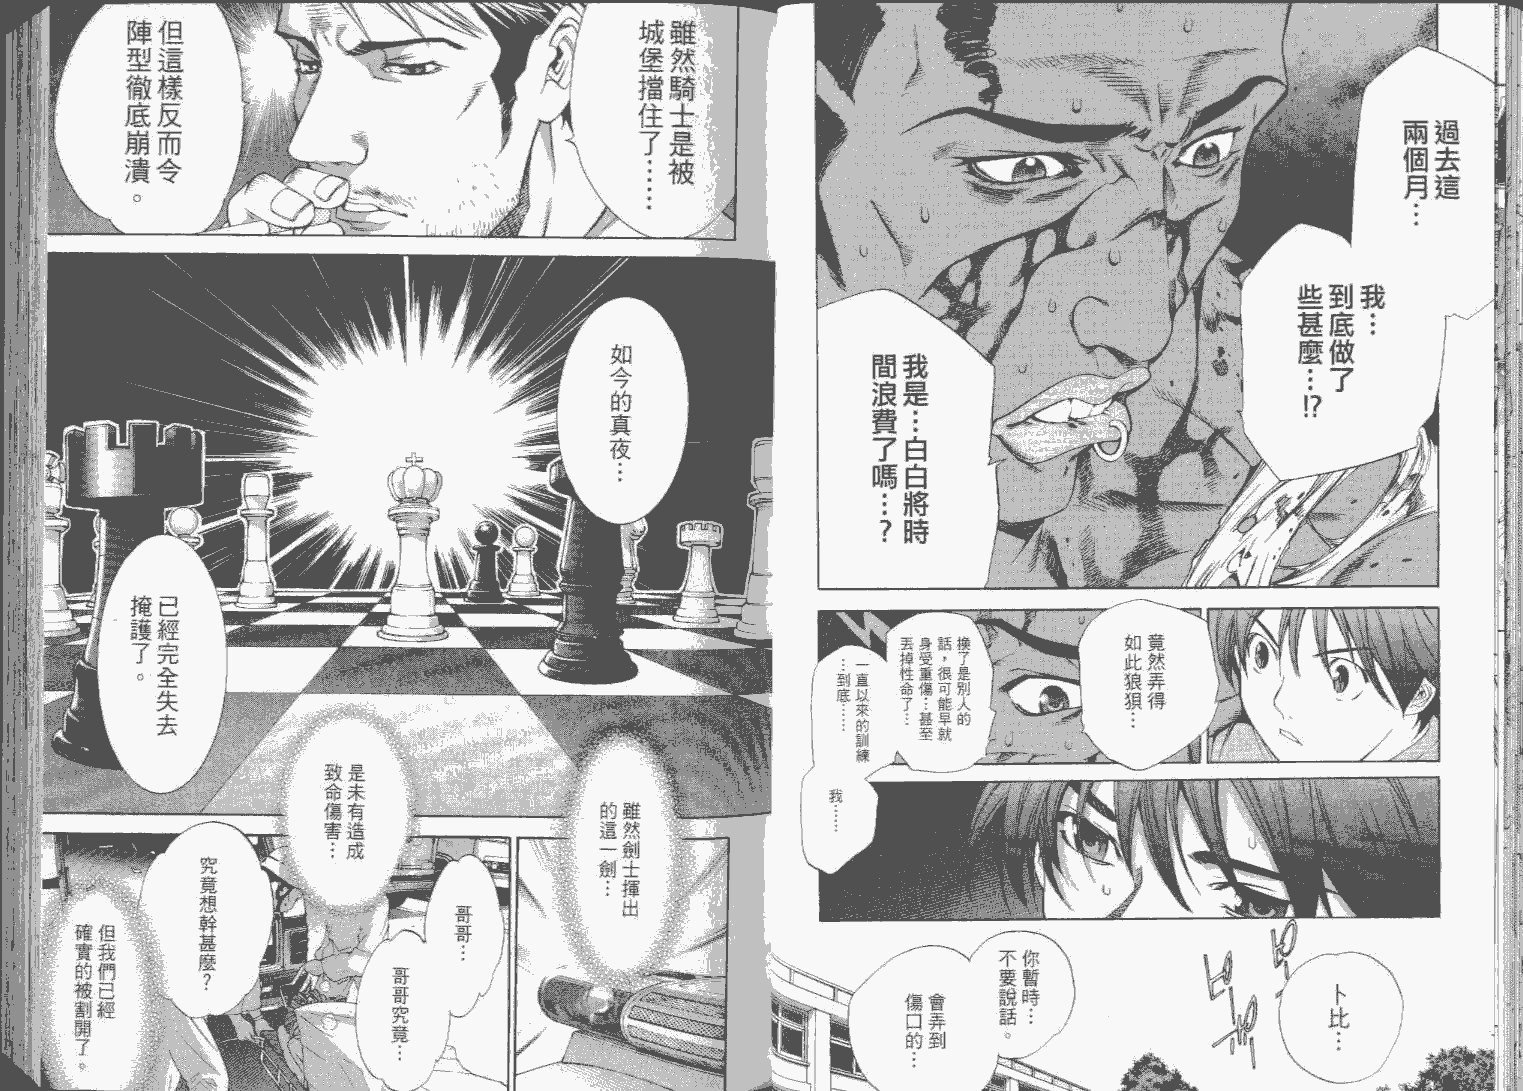 過去這
兩個月…
我…
到底做了
些甚麼…!?
我是…白白將時
間浪費了嗎…?
竟然弄得
如此狼狽…
換了是別人的
話，很可能早就
身受重傷…甚至
丟掉性命了…
一直以來的訓練
…到底……
我……
卜比…
ピピッ
ピポ
你暫時…
不要說話。
會弄到
傷口的…
雖然騎士是被
城堡擋住了……
但這樣反而令
陣型徹底崩潰。
如今的真夜…
已經完全失去
掩護了。
雖然劍士揮出
的這一劍…
是未有造成
致命傷害…
哥哥…
哥哥究竟…
究竟想幹甚麼?
但我們已經
確實的被割開了。